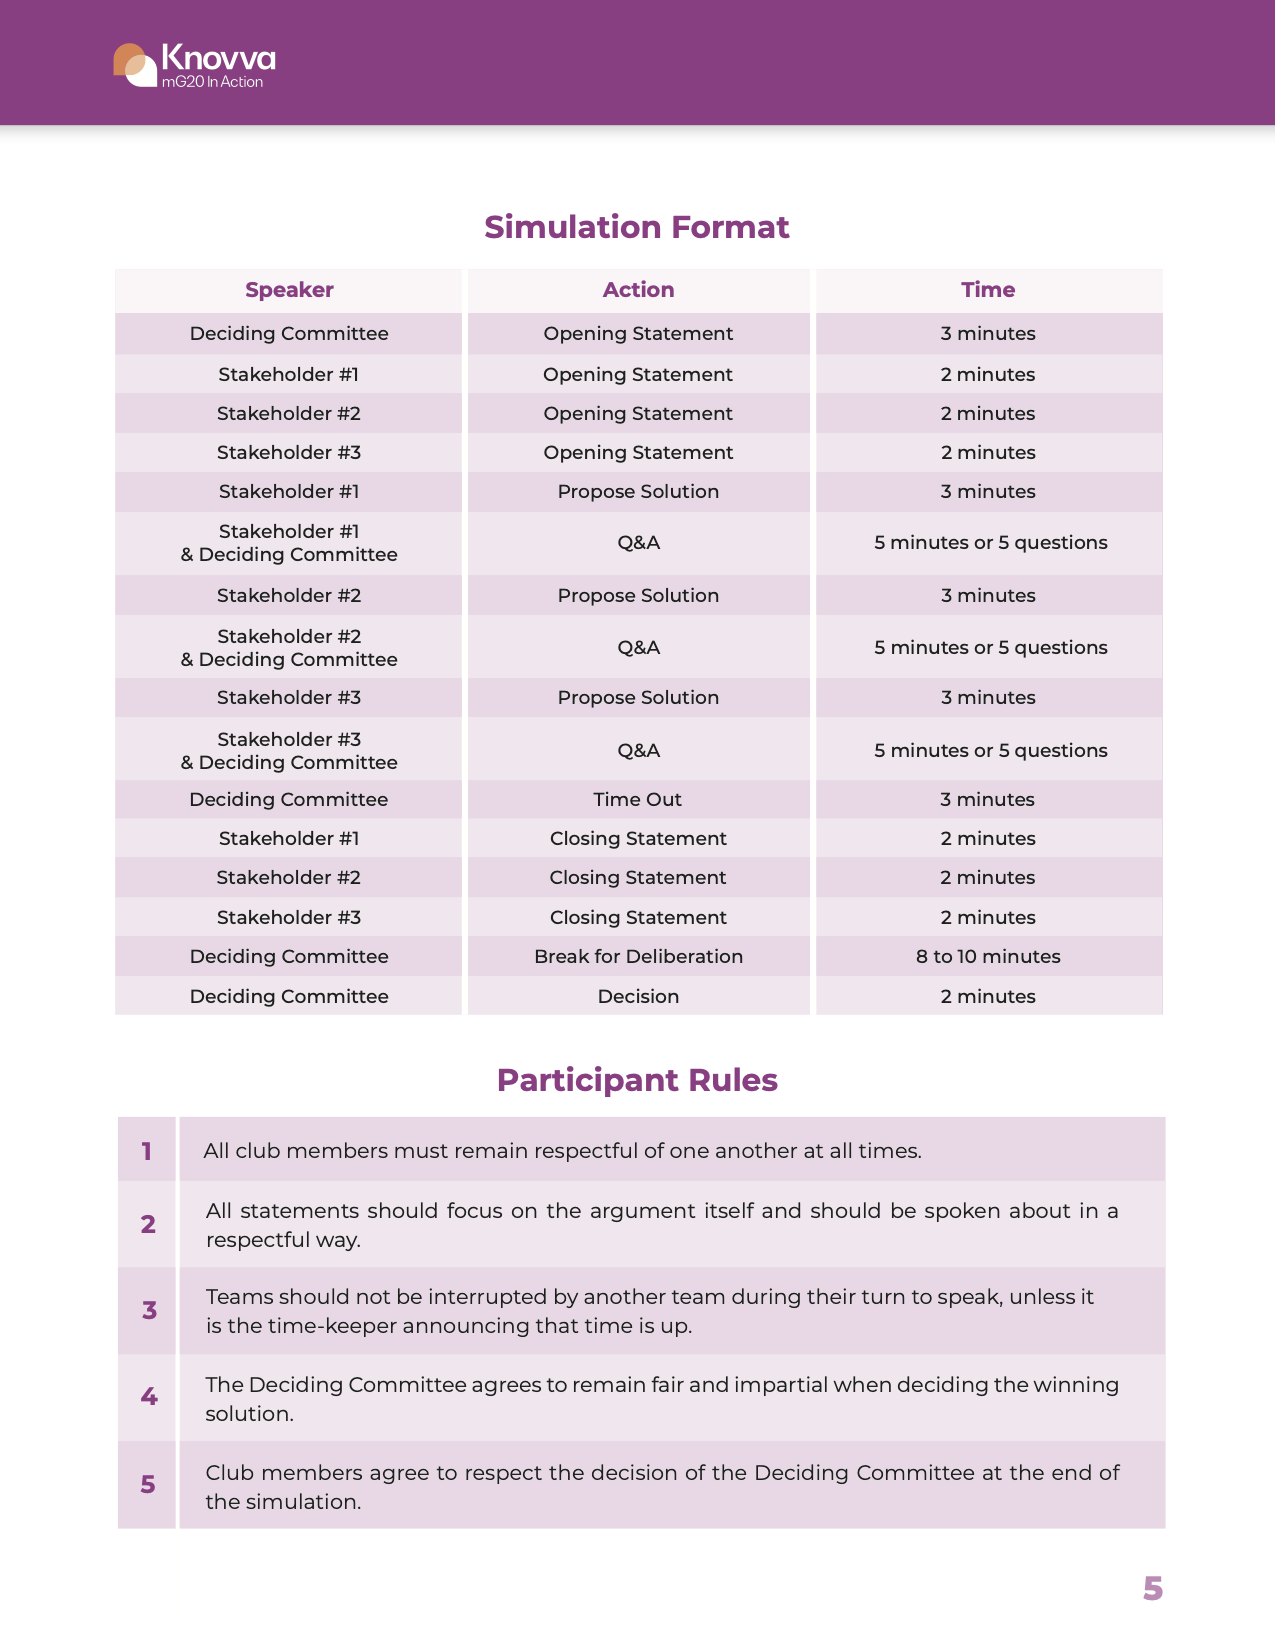 Knovva
mG20 In Action
Simulation Format
Speaker Action Time
Deciding Committee Opening Statement 3 minutes
Stakeholder #1 Opening Statement 2 minutes
Stakeholder #2 Opening Statement 2 minutes
Stakeholder #3 Opening Statement 2 minutes
Stakeholder #1 Propose Solution 3 minutes
Stakeholder #1
& Deciding Committee Q&A 5 minutes or 5 questions
Stakeholder #2 Propose Solution 3 minutes
Stakeholder #2
& Deciding Committee Q&A 5 minutes or 5 questions
Stakeholder #3 Propose Solution 3 minutes
Stakeholder #3
& Deciding Committee Q&A 5 minutes or 5 questions
Deciding Committee Time Out 3 minutes
Stakeholder #1 Closing Statement 2 minutes
Stakeholder #2 Closing Statement 2 minutes
Stakeholder #3 Closing Statement 2 minutes
Deciding Committee Break for Deliberation 8 to 10 minutes
Deciding Committee Decision 2 minutes
Participant Rules
1 All club members must remain respectful of one another at all times.
2 All statements should focus on the argument itself and should be spoken about in a
respectful way.
3 Teams should not be interrupted by another team during their turn to speak, unless it
is the time-keeper announcing that time is up.
4 The Deciding Committee agrees to remain fair and impartial when deciding the winning
solution.
5 Club members agree to respect the decision of the Deciding Committee at the end of
the simulation.
5